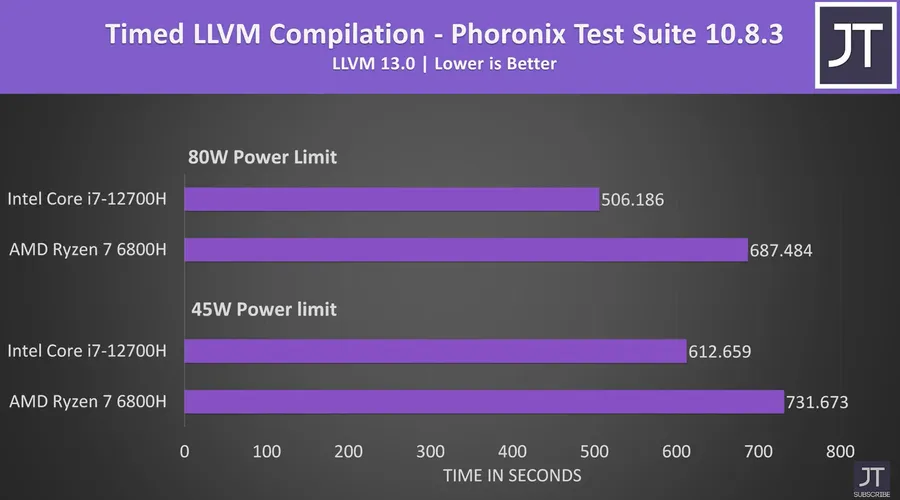 Timed LLVM Compilation - Phoronix Test Suite 10.8.3
LLVM 13.0 | Lower is Better
JT
80W Power Limit
Intel Core i7-12700H
506.186
AMD Ryzen 7 6800H
687.484
45W Power limit
Intel Core i7-12700H
612.659
AMD Ryzen 7 6800H
731.673
0 100 200 300 400 500 600 700 800
TIME IN SECONDS
JT
SUBSCRIBE